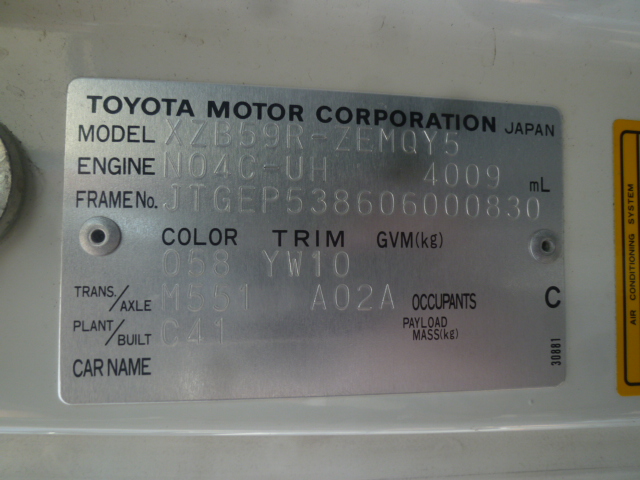 TOYOTA MOTOR CORPORATION JAPAN
MODEL XZB59R-ZEMQY5
ENGINE N04C-UH 4009 mL
FRAME No. JTGEP538606000830
COLOR TRIM GVM(kg)
058 YW10
TRANS./AXLE M551 A02A OCCUPANTS C
PLANT/BUILT C41 PAYLOAD MASS(kg)
CAR NAME
30881
AIR CONDITIONING SYSTEM